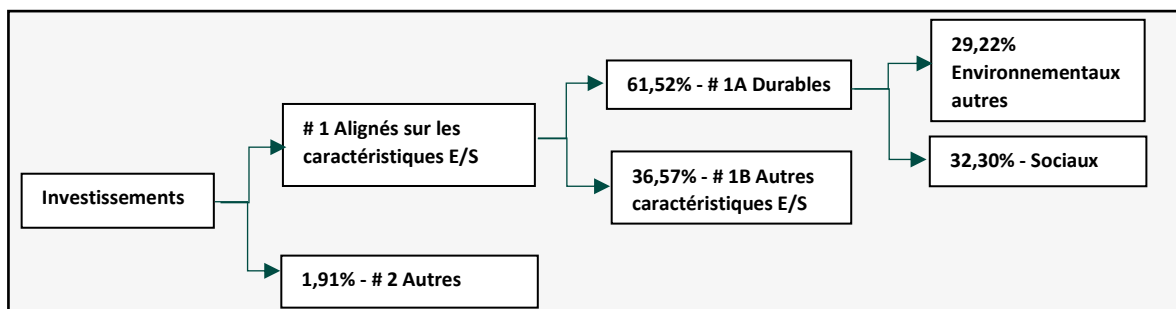 Investissements
# 1 Alignés sur les
caractéristiques E/S
1,91% - # 2 Autres
61,52% - # 1A Durables
36,57% - # 1B Autres
caractéristiques E/S
29,22%
Environnementaux
autres
32,30% - Sociaux